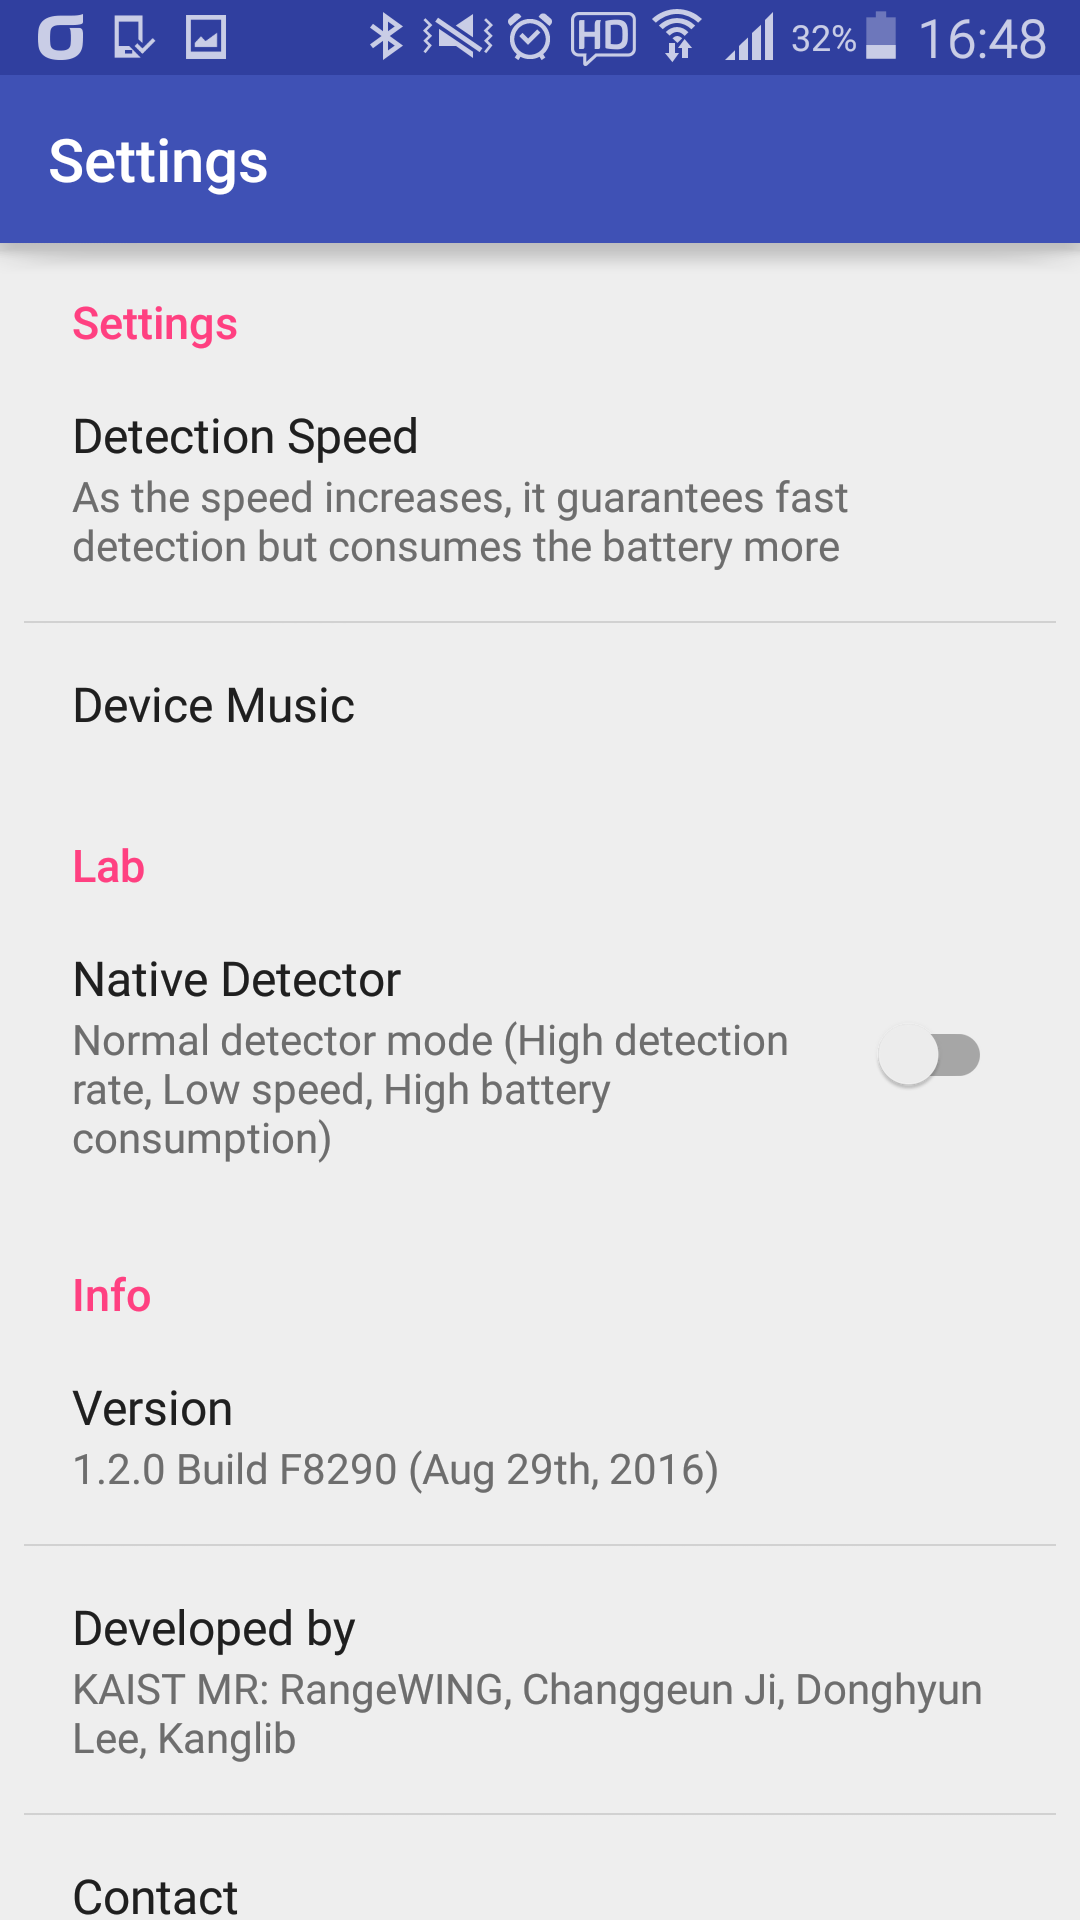 HD 32% 16:48
Settings
Settings
Detection Speed
As the speed increases, it guarantees fast
detection but consumes the battery more
Device Music
Lab
Native Detector
Normal detector mode (High detection
rate, Low speed, High battery
consumption)
Info
Version
1.2.0 Build F8290 (Aug 29th, 2016)
Developed by
KAIST MR: RangeWING, Changgeun Ji, Donghyun
Lee, Kanglib
Contact